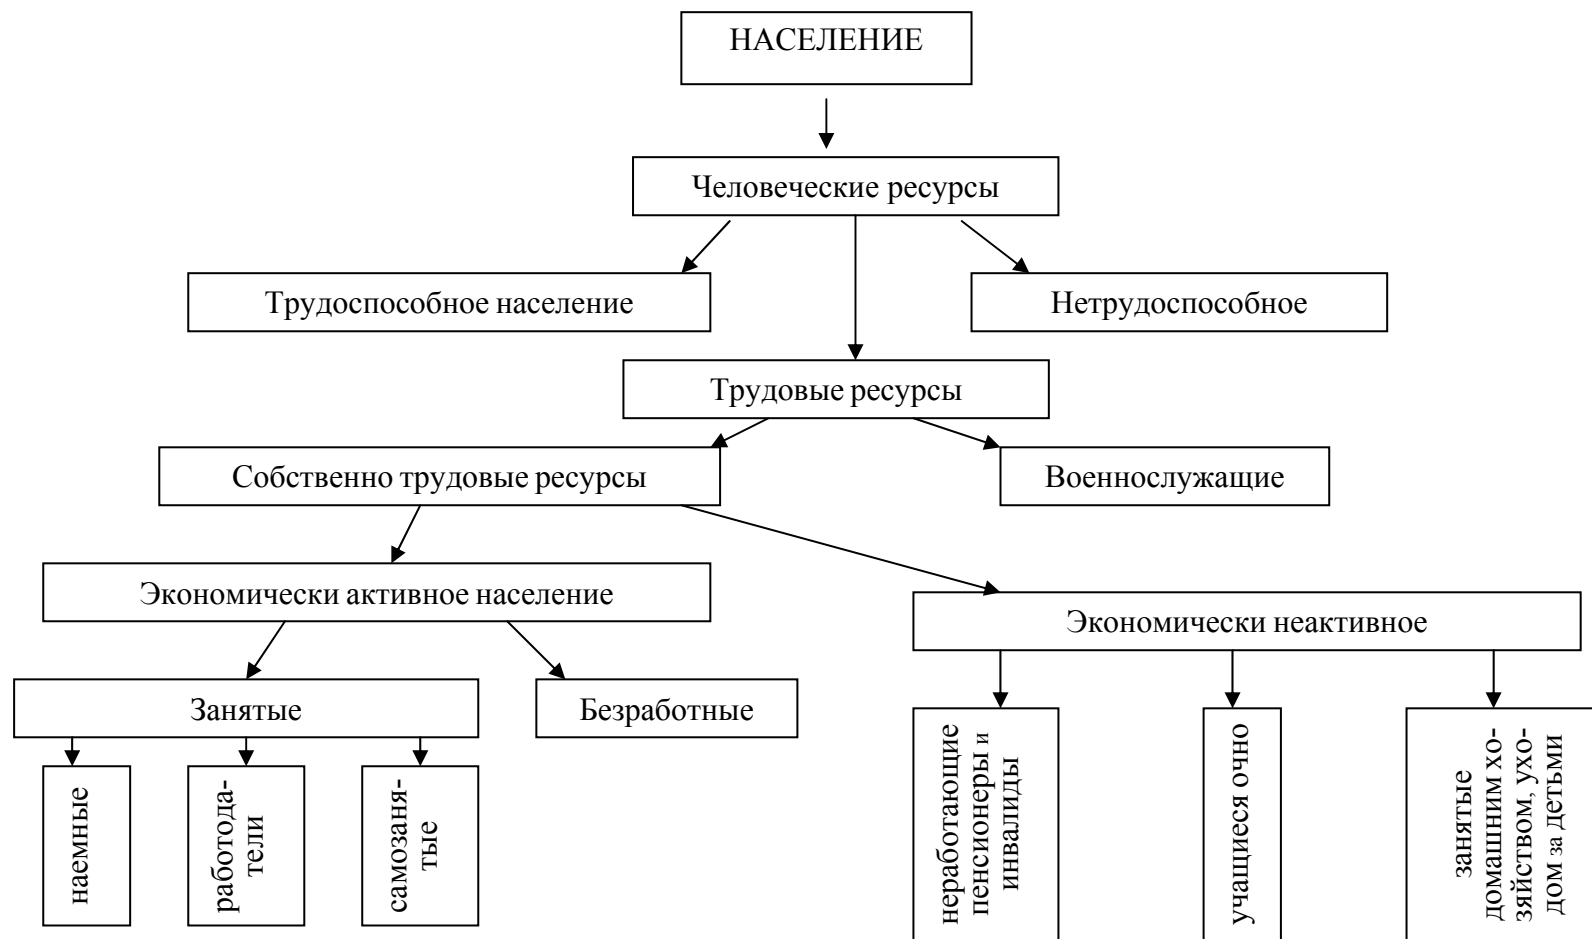 НАСЕЛЕНИЕ
Человеческие ресурсы
Трудоспособное население
Нетрудоспособное
Трудовые ресурсы
Собственно трудовые ресурсы
Военнослужащие
Экономически активное население
Экономически неактивное
Занятые
Безработные
наемные
работода-
тели
самозаня-
тые
неработающие
пенсионеры и
инвалиды
учащиеся очно
занятые
домашним хо-
зяйством, ухо-
дом за детьми